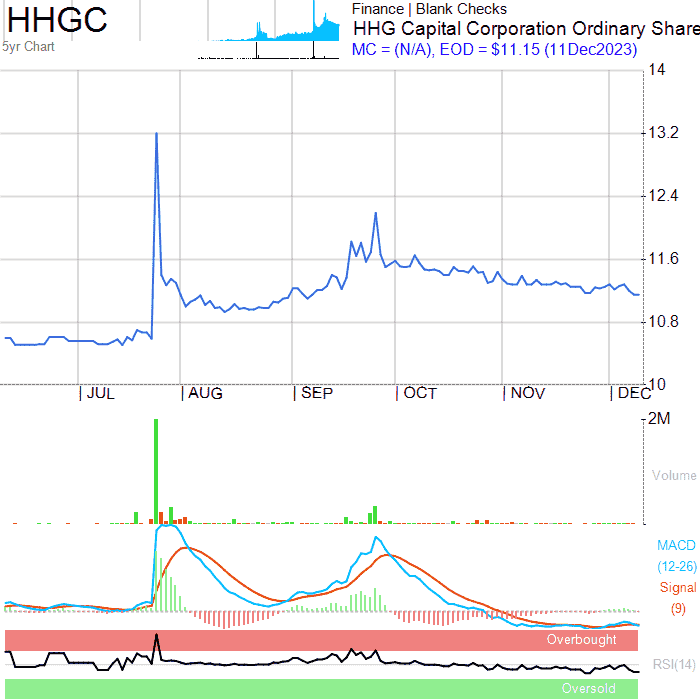 HHGC
5yr Chart
Finance | Blank Checks
HHG Capital Corporation Ordinary Share
MC = (N/A), EOD = $11.15 (11Dec2023)
14
13.2
12.4
11.6
10.8
10
JUL AUG SEP OCT NOV DEC
2M
Volume
MACD
(12-26)
Signal
(9)
Overbought
RSI(14)
Oversold